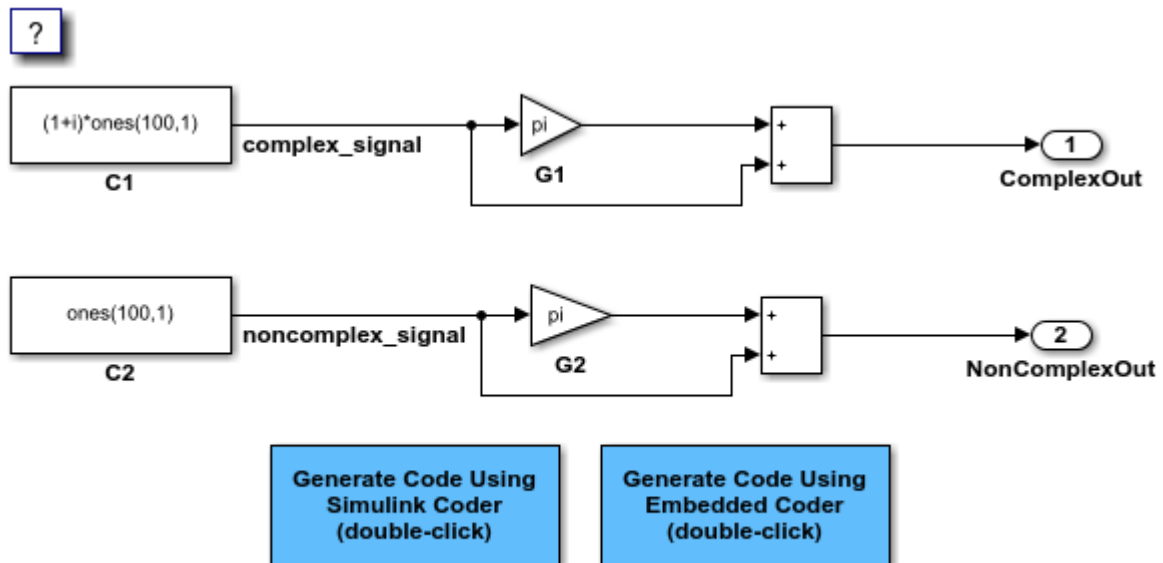 ?
(1+i)*ones(100,1)
complex_signal
C1
pi
G1
+
+
1
ComplexOut
ones(100,1)
noncomplex_signal
C2
pi
G2
+
+
2
NonComplexOut
Generate Code Using
Simulink Coder
(double-click)
Generate Code Using
Embedded Coder
(double-click)